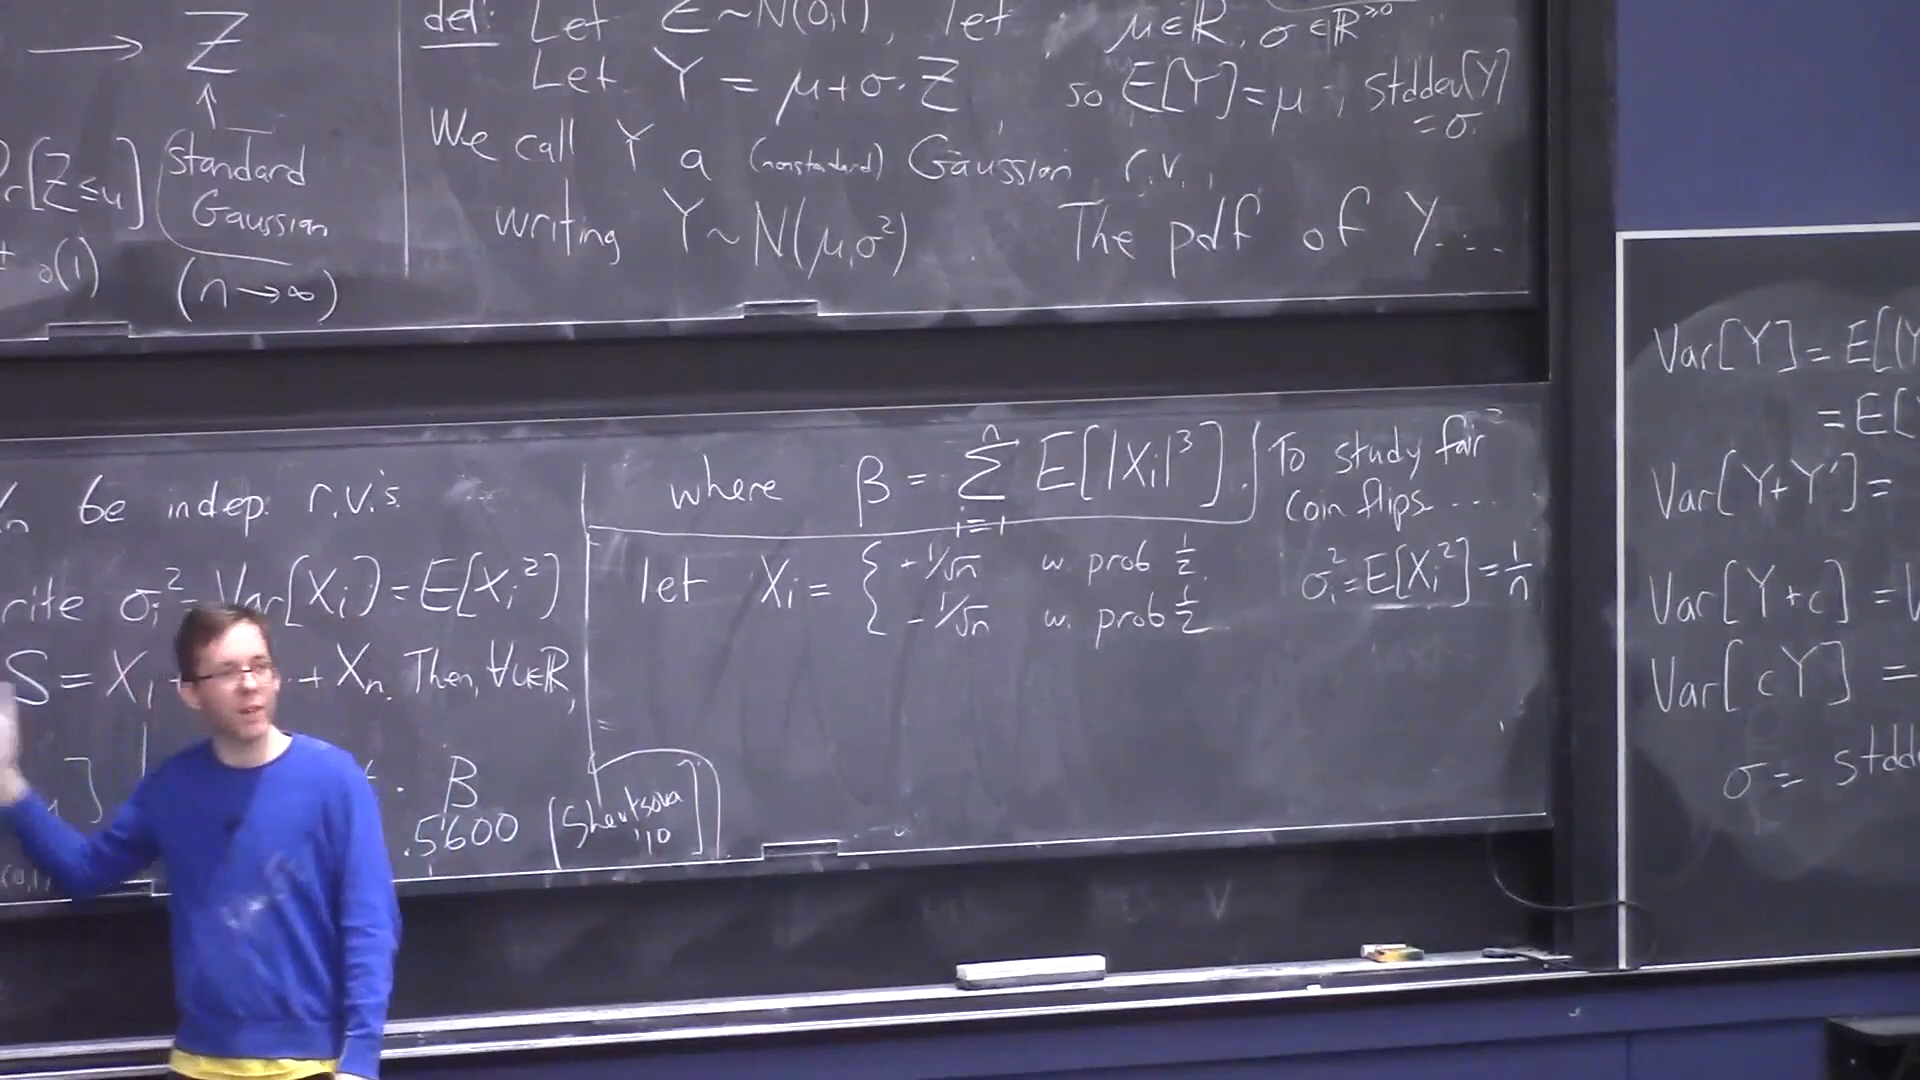 → Z
↑
Standard
Gaussian
(n→∞)
Pr[Z≤u]
± o(1)
def: Let Z~N(0,1), let μ∈ℝ, σ∈ℝ^≥0
Let Y = μ+σ·Z so E[Y]=μ, stddev[Y]
=σ.
We call Y a (nonstandard) Gaussian r.v.,
writing Y~N(μ,σ²). The pdf of Y...
be indep. r.v.'s
σᵢ²=Var[Xᵢ]=E[Xᵢ²]
S=X₁+ ... + Xₙ. Then, ∀u∈ℝ,
· β
.5600 [Shevtsova
'10]
where β = Σⁿᵢ₌₁ E[|Xᵢ|³].
To study fair
coin flips....
let Xᵢ = { +1/√n w. prob ½.
-1/√n w. prob ½
σᵢ²=E[Xᵢ²]=1/n
Var[Y]=E[(Y
=E[Y
Var[Y+Y']=
Var[Y+c] =V
Var[cY] =
σ= stdd